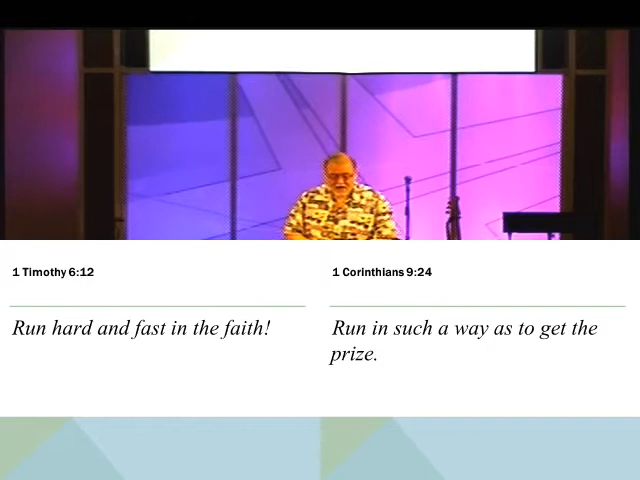 1 Timothy 6:12
Run hard and fast in the faith!
1 Corinthians 9:24
Run in such a way as to get the
prize.